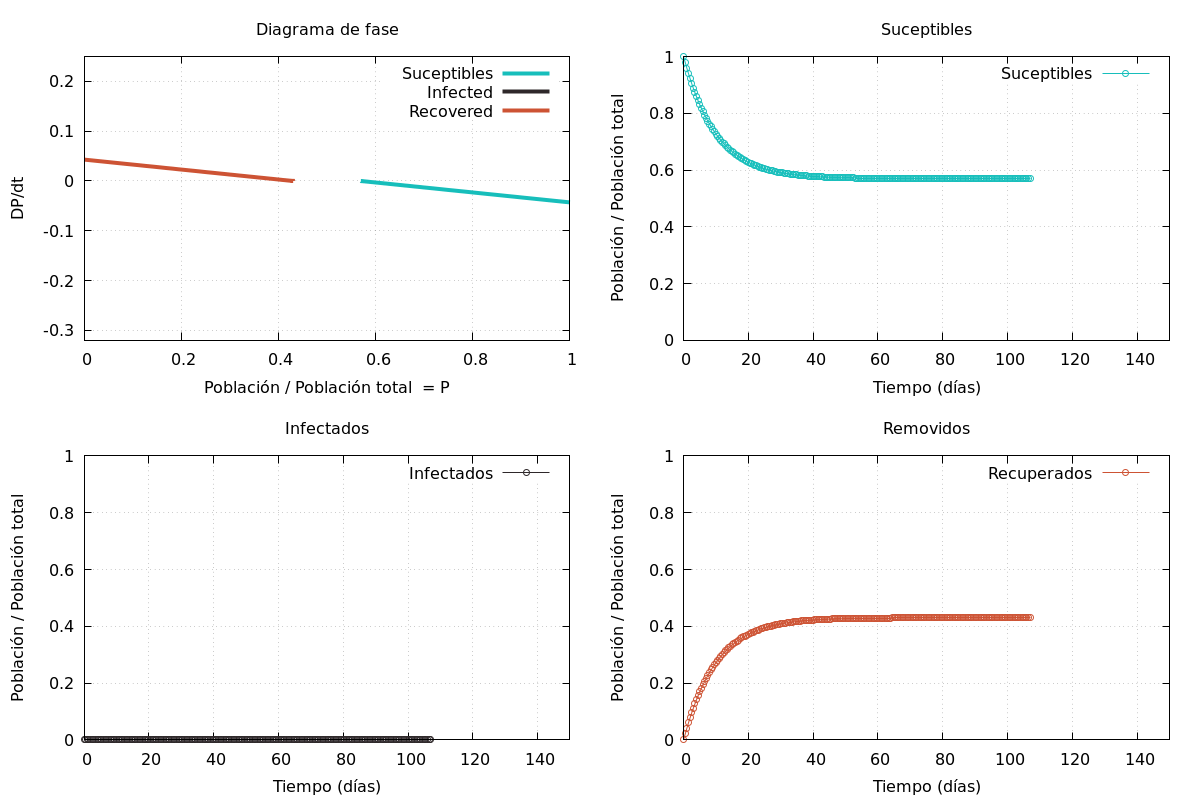 Diagrama de fase
Suceptibles
Infected
Recovered
0.2
0.1
0
-0.1
-0.2
-0.3
DP/dt
0 0.2 0.4 0.6 0.8 1
Población / Población total = P
Suceptibles
Suceptibles
1
0.8
0.6
0.4
0.2
0
Población / Población total
0 20 40 60 80 100 120 140
Tiempo (días)
Infectados
Infectados
1
0.8
0.6
0.4
0.2
0
Población / Población total
0 20 40 60 80 100 120 140
Tiempo (días)
Removidos
Recuperados
1
0.8
0.6
0.4
0.2
0
Población / Población total
0 20 40 60 80 100 120 140
Tiempo (días)